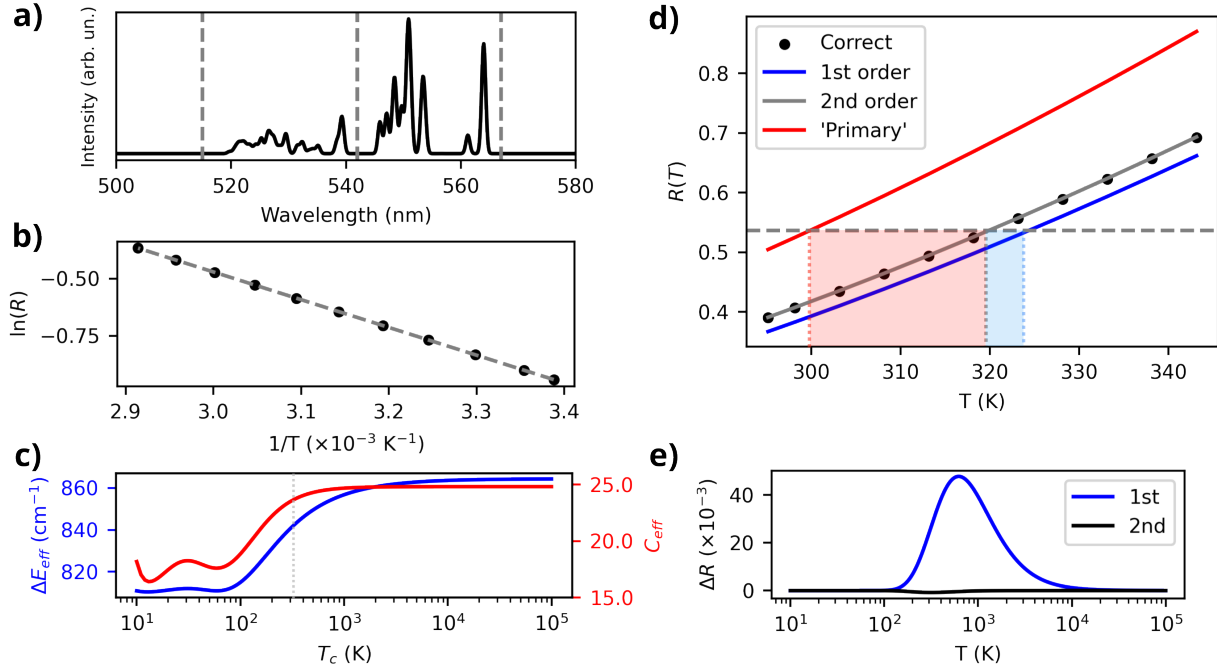 a)
Intensity (arb. un.)
500 520 540 560 580
Wavelength (nm)
b)
ln(R)
−0.50
−0.75
2.9 3.0 3.1 3.2 3.3 3.4
1/T (×10⁻³ K⁻¹)
c)
ΔE_eff (cm⁻¹)
860
840
820
25.0
20.0
15.0
C_eff
10¹ 10² 10³ 10⁴ 10⁵
T_c (K)
d)
Correct
1st order
2nd order
'Primary'
R(T)
0.8
0.7
0.6
0.5
0.4
300 310 320 330 340
T (K)
e)
ΔR (×10⁻³)
40
20
0
1st
2nd
10¹ 10² 10³ 10⁴ 10⁵
T (K)